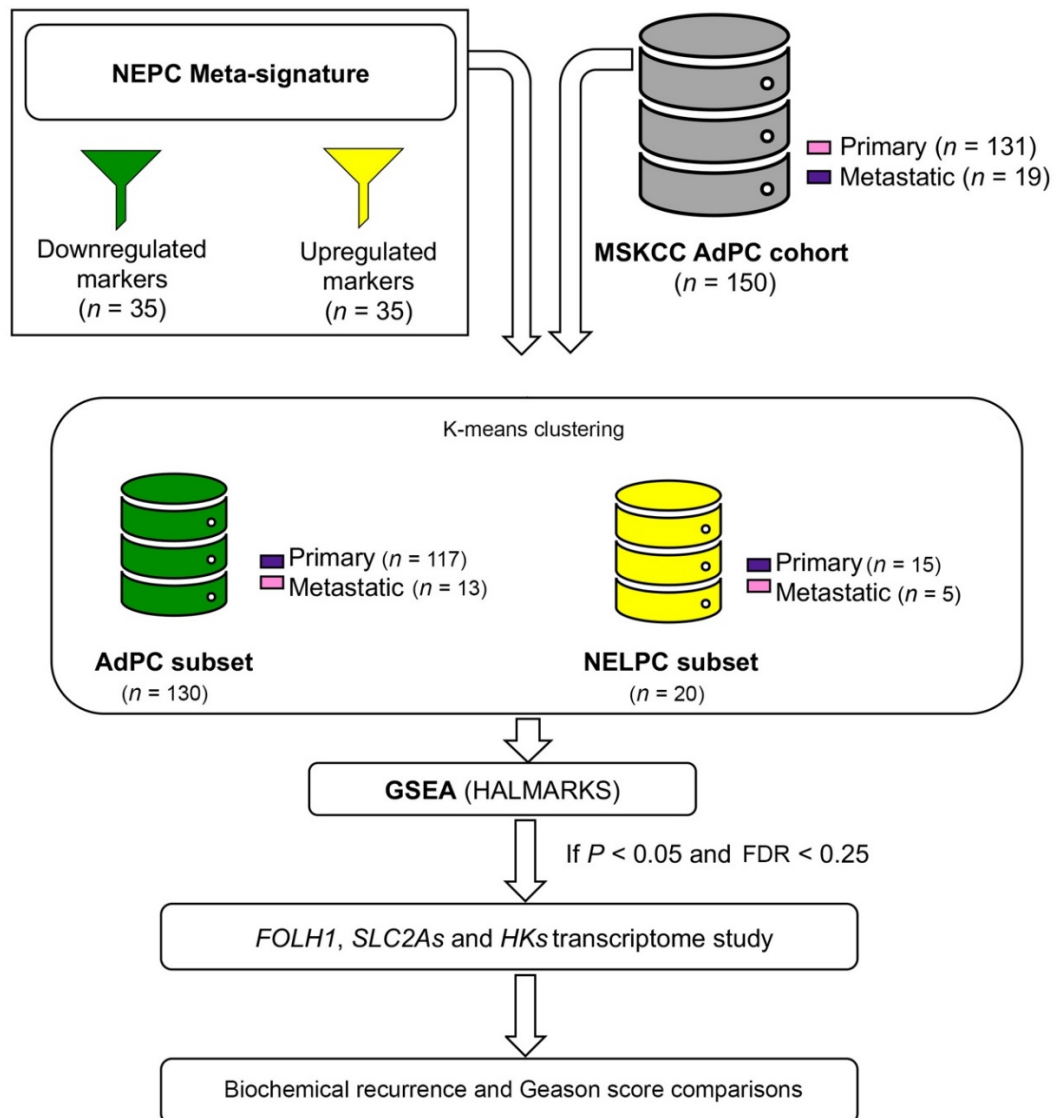 NEPC Meta-signature
Downregulated
markers
(n = 35)
Upregulated
markers
(n = 35)
Primary (n = 131)
Metastatic (n = 19)
MSKCC AdPC cohort
(n = 150)
K-means clustering
Primary (n = 117)
Metastatic (n = 13)
AdPC subset
(n = 130)
Primary (n = 15)
Metastatic (n = 5)
NELPC subset
(n = 20)
GSEA (HALMARKS)
If P < 0.05 and FDR < 0.25
FOLH1, SLC2As and HKs transcriptome study
Biochemical recurrence and Geason score comparisons